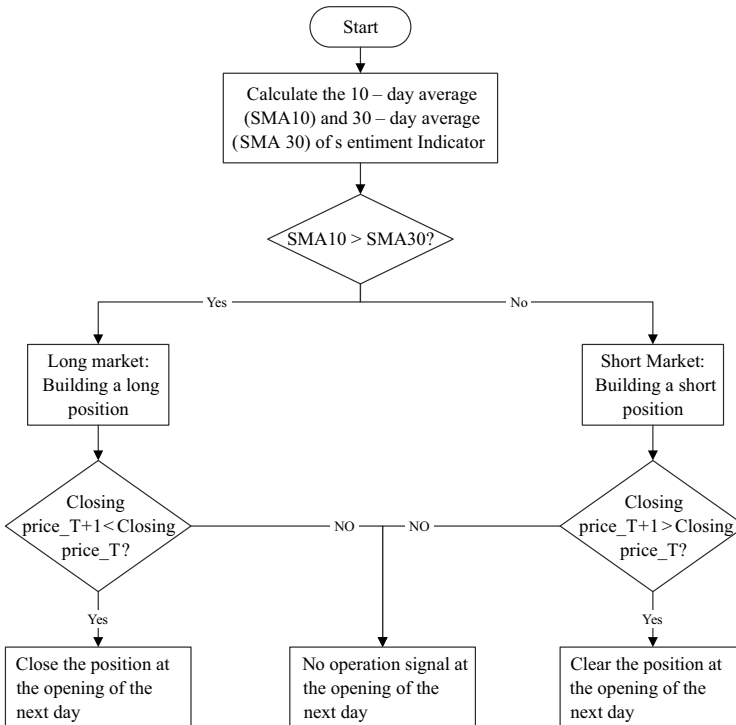 Start
Calculate the 10 – day average
(SMA10) and 30 – day average
(SMA 30) of s entiment Indicator
SMA10 > SMA30?
Yes
No
Long market:
Building a long
position
Short Market:
Building a short
position
Closing
price_T+1<Closing
price_T?
NO
NO
Closing
price_T+1>Closing
price_T?
Yes
Yes
Close the position at
the opening of the
next day
No operation signal at
the opening of the
next day
Clear the position at
the opening of the
next day